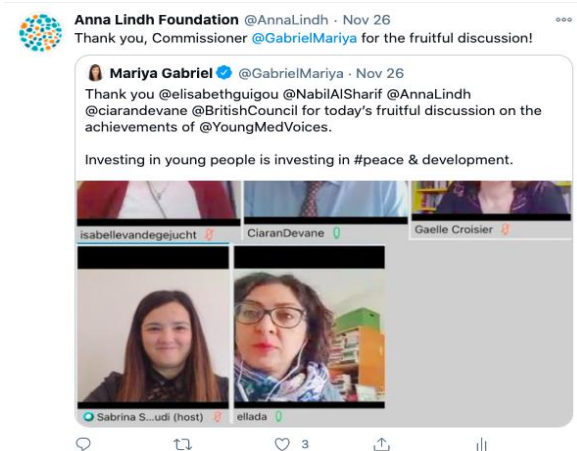 Anna Lindh Foundation @AnnaLindh · Nov 26
Thank you, Commissioner @GabrielMariya for the fruitful discussion!
Mariya Gabriel @GabrielMariya · Nov 26
Thank you @elisabethguigou @NabilAlSharif @AnnaLindh
@ciarandevane @BritishCouncil for today's fruitful discussion on the
achievements of @YoungMedVoices.
Investing in young people is investing in #peace & development.
isabellevandegejucht
CiaranDevane
Gaelle Croisier
Sabrina S...udi (host)
ellada
3